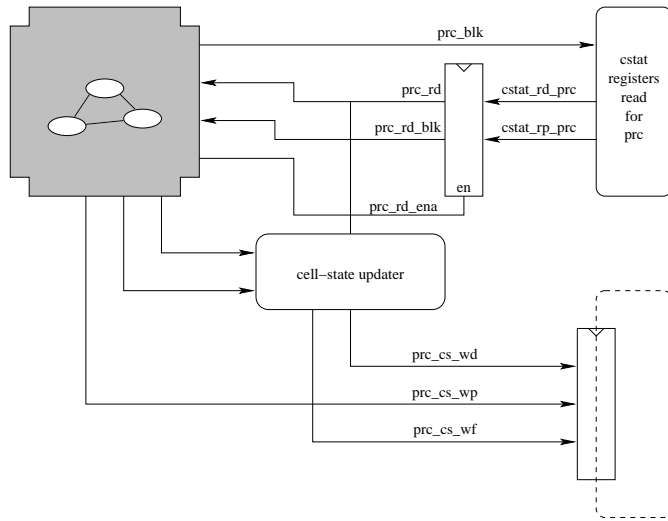 prc_blk
cstat
registers
read
for
prc
prc_rd
cstat_rd_prc
prc_rd_blk
cstat_rp_prc
en
prc_rd_ena
cell−state updater
prc_cs_wd
prc_cs_wp
prc_cs_wf